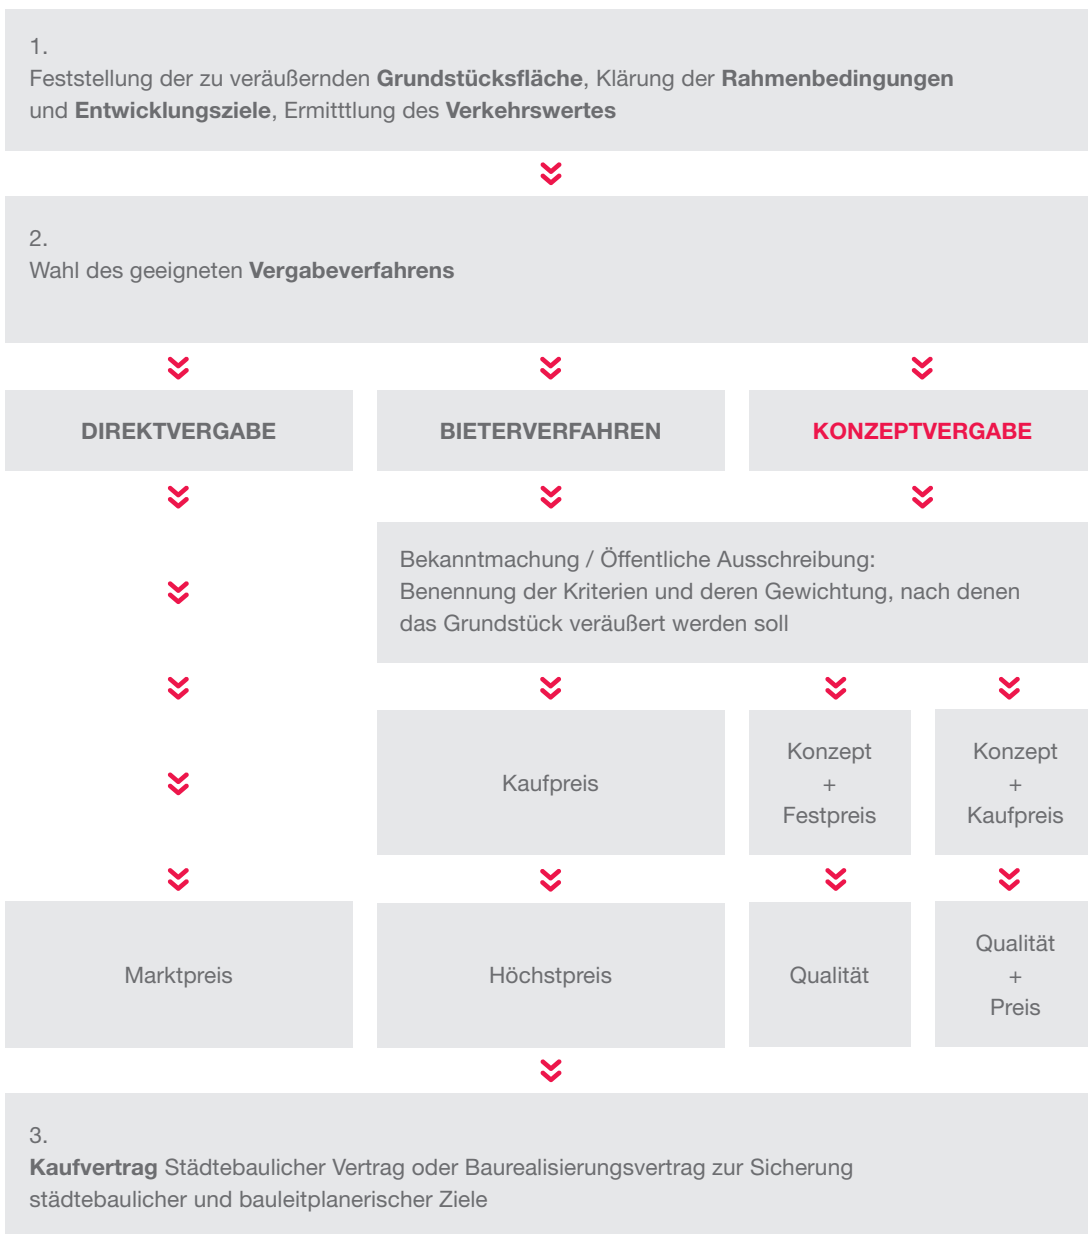 1.
Feststellung der zu veräußernden Grundstücksfläche, Klärung der Rahmenbedingungen
und Entwicklungsziele, Ermitttlung des Verkehrswertes
2.
Wahl des geeigneten Vergabeverfahrens
DIREKTVERGABE
BIETERVERFAHREN
KONZEPTVERGABE
Bekanntmachung / Öffentliche Ausschreibung:
Benennung der Kriterien und deren Gewichtung, nach denen
das Grundstück veräußert werden soll
Kaufpreis
Konzept
+
Festpreis
Konzept
+
Kaufpreis
Marktpreis
Höchstpreis
Qualität
Qualität
+
Preis
3.
Kaufvertrag Städtebaulicher Vertrag oder Baurealisierungsvertrag zur Sicherung
städtebaulicher und bauleitplanerischer Ziele